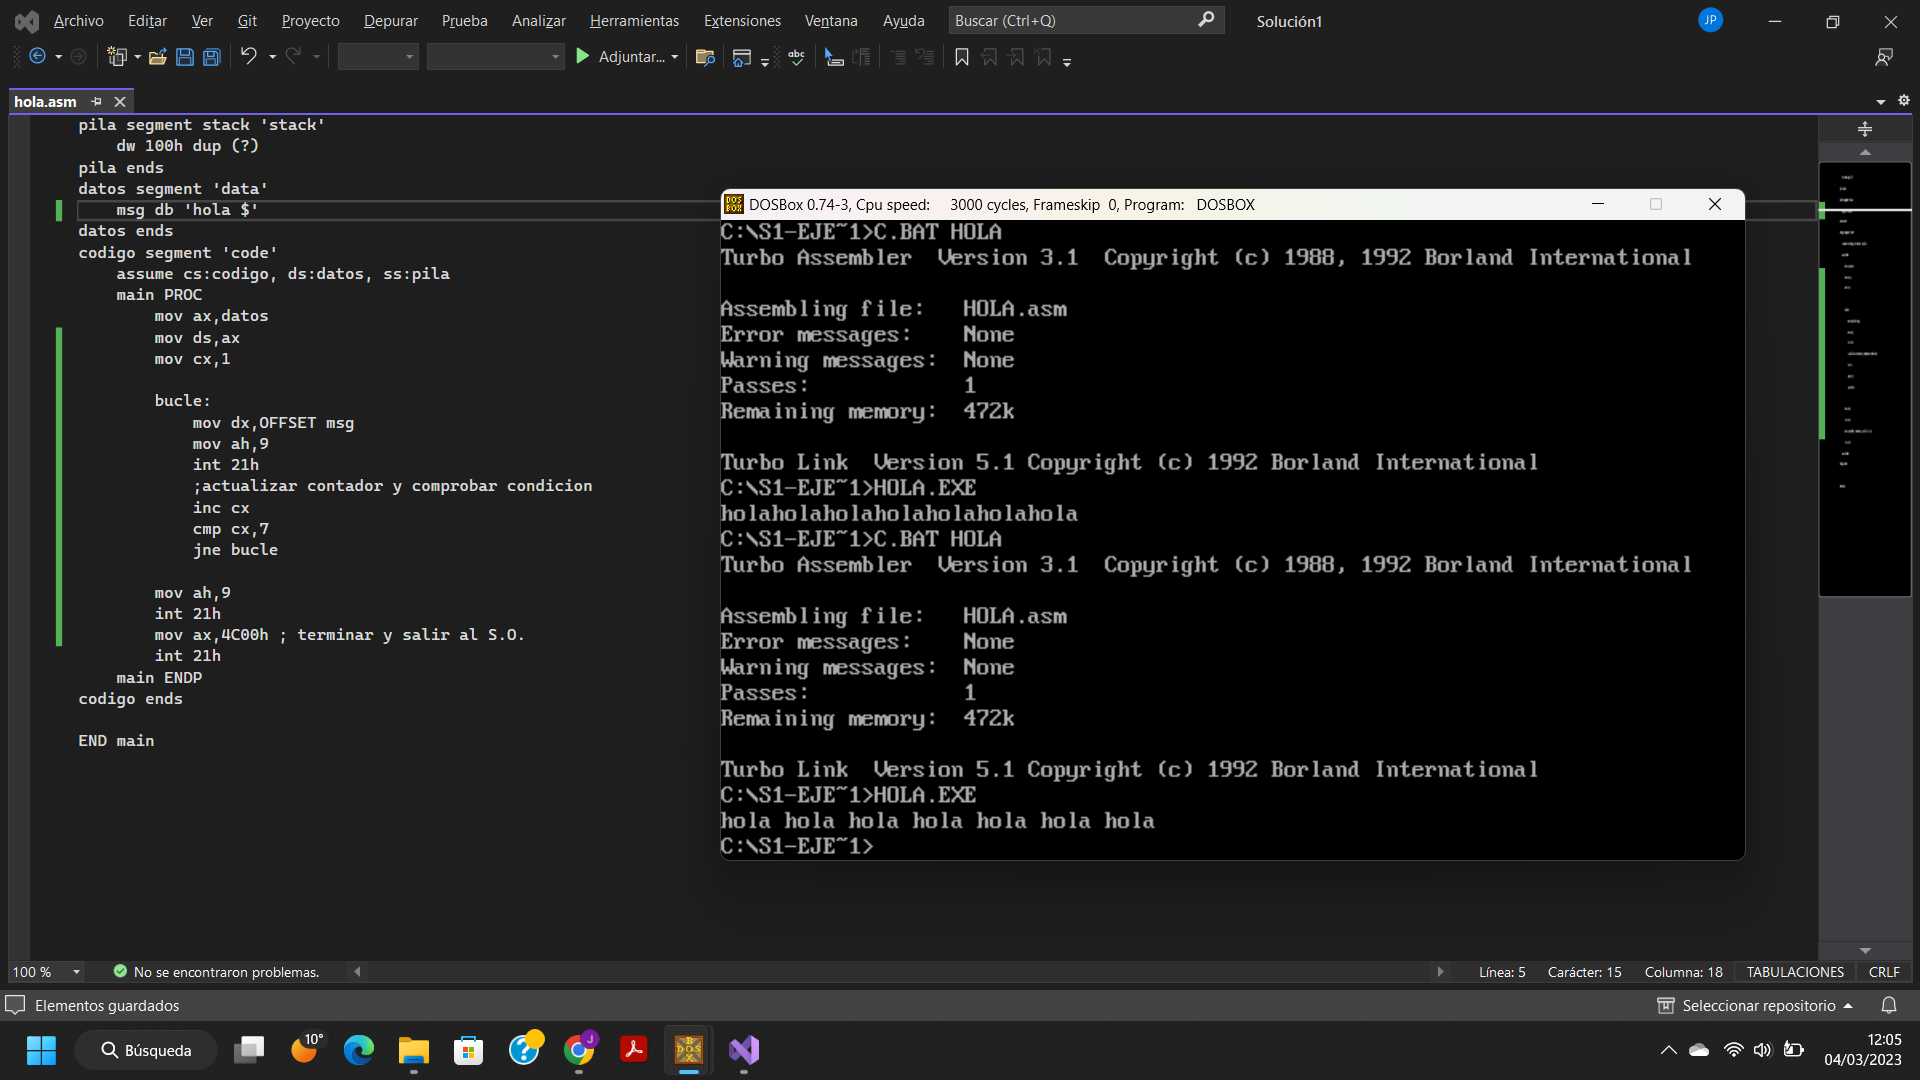 Archivo Editar Ver Git Proyecto Depurar Prueba Analizar Herramientas Extensiones Ventana Ayuda Buscar (Ctrl+Q) Solución1 JP
Adjuntar...
abc
hola.asm
pila segment stack 'stack'
dw 100h dup (?)
pila ends
datos segment 'data'
msg db 'hola $'
datos ends
codigo segment 'code'
assume cs:codigo, ds:datos, ss:pila
main PROC
mov ax,datos
mov ds,ax
mov cx,1
bucle:
mov dx,OFFSET msg
mov ah,9
int 21h
;actualizar contador y comprobar condicion
inc cx
cmp cx,7
jne bucle
mov ah,9
int 21h
mov ax,4C00h ; terminar y salir al S.O.
int 21h
main ENDP
codigo ends
END main
DOSBox 0.74-3, Cpu speed: 3000 cycles, Frameskip 0, Program: DOSBOX
C:\S1-EJE~1>C.BAT HOLA
Turbo Assembler Version 3.1 Copyright (c) 1988, 1992 Borland International
Assembling file: HOLA.asm
Error messages: None
Warning messages: None
Passes: 1
Remaining memory: 472k
Turbo Link Version 5.1 Copyright (c) 1992 Borland International
C:\S1-EJE~1>HOLA.EXE
holaholaholaholaholaholahola
C:\S1-EJE~1>C.BAT HOLA
Turbo Assembler Version 3.1 Copyright (c) 1988, 1992 Borland International
Assembling file: HOLA.asm
Error messages: None
Warning messages: None
Passes: 1
Remaining memory: 472k
Turbo Link Version 5.1 Copyright (c) 1992 Borland International
C:\S1-EJE~1>HOLA.EXE
hola hola hola hola hola hola hola
C:\S1-EJE~1>
100 % No se encontraron problemas. Línea: 5 Carácter: 15 Columna: 18 TABULACIONES CRLF
Elementos guardados Seleccionar repositorio
Búsqueda 10° J DOS BOX 12:05
04/03/2023